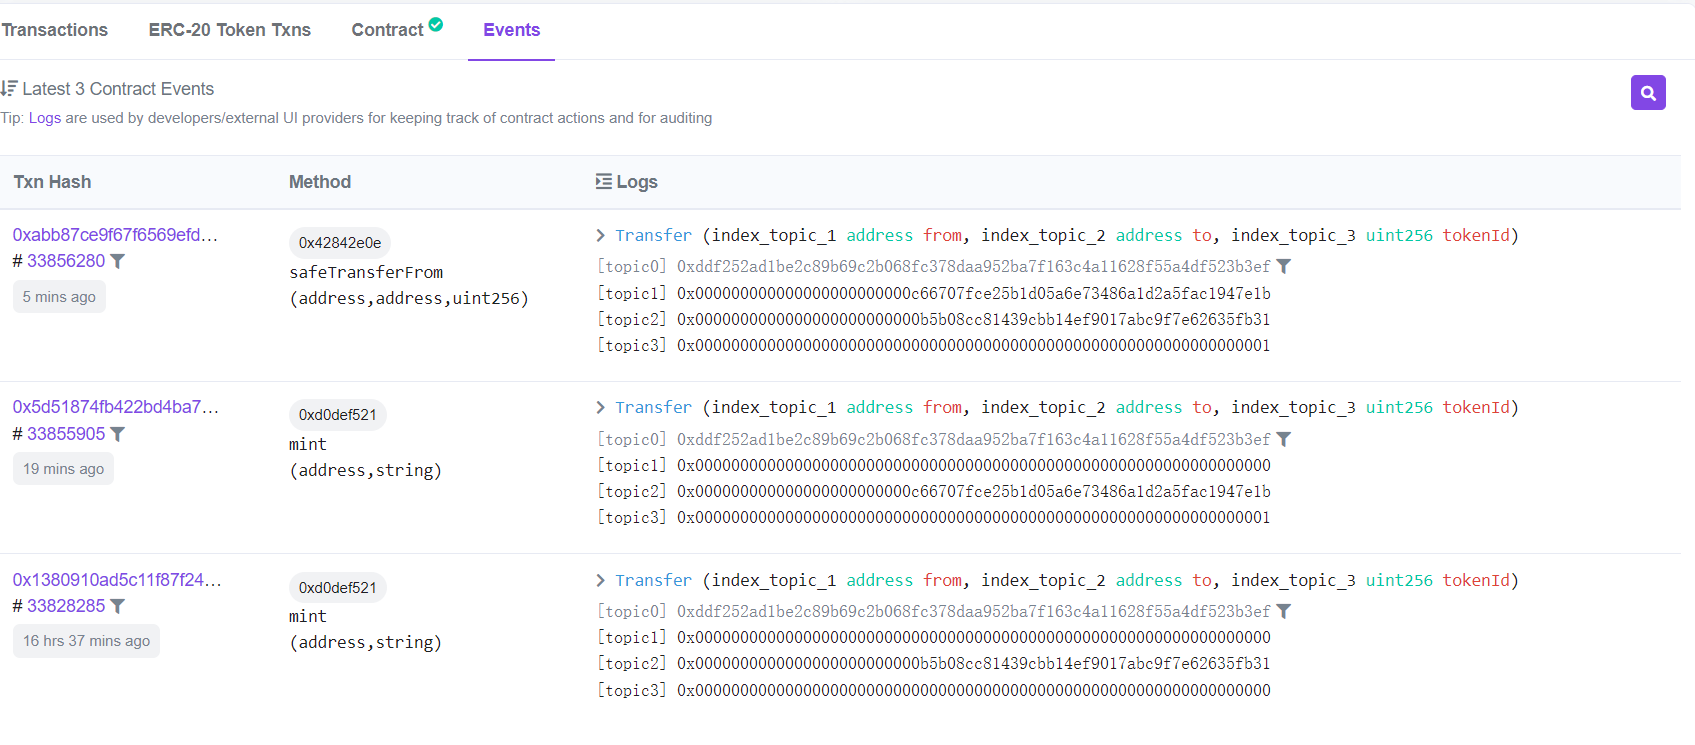 Transactions
ERC-20 Token Txns
Contract
Events
Latest 3 Contract Events
Tip: Logs are used by developers/external UI providers for keeping track of contract actions and for auditing
Txn Hash
Method
Logs
0xabb87ce9f67f6569efd...
# 33856280
5 mins ago
0x42842e0e
safeTransferFrom
(address,address,uint256)
> Transfer (index_topic_1 address from, index_topic_2 address to, index_topic_3 uint256 tokenId)
[topic0] 0xddf252ad1be2c89b69c2b068fc378daa952ba7f163c4a11628f55a4df523b3ef
[topic1] 0x000000000000000000000000c66707fce25b1d05a6e73486a1d2a5fac1947e1b
[topic2] 0x0000000000000000000000000b5b08cc81439cbb14ef9017abc9f7e62635fb31
[topic3] 0x0000000000000000000000000000000000000000000000000000000000000001
0x5d51874fb422bd4ba7...
# 33855905
19 mins ago
0xd0def521
mint
(address,string)
> Transfer (index_topic_1 address from, index_topic_2 address to, index_topic_3 uint256 tokenId)
[topic0] 0xddf252ad1be2c89b69c2b068fc378daa952ba7f163c4a11628f55a4df523b3ef
[topic1] 0x0000000000000000000000000000000000000000000000000000000000000000
[topic2] 0x000000000000000000000000c66707fce25b1d05a6e73486a1d2a5fac1947e1b
[topic3] 0x0000000000000000000000000000000000000000000000000000000000000001
0x1380910ad5c11f87f24...
# 33828285
16 hrs 37 mins ago
0xd0def521
mint
(address,string)
> Transfer (index_topic_1 address from, index_topic_2 address to, index_topic_3 uint256 tokenId)
[topic0] 0xddf252ad1be2c89b69c2b068fc378daa952ba7f163c4a11628f55a4df523b3ef
[topic1] 0x0000000000000000000000000000000000000000000000000000000000000000
[topic2] 0x0000000000000000000000000b5b08cc81439cbb14ef9017abc9f7e62635fb31
[topic3] 0x0000000000000000000000000000000000000000000000000000000000000000